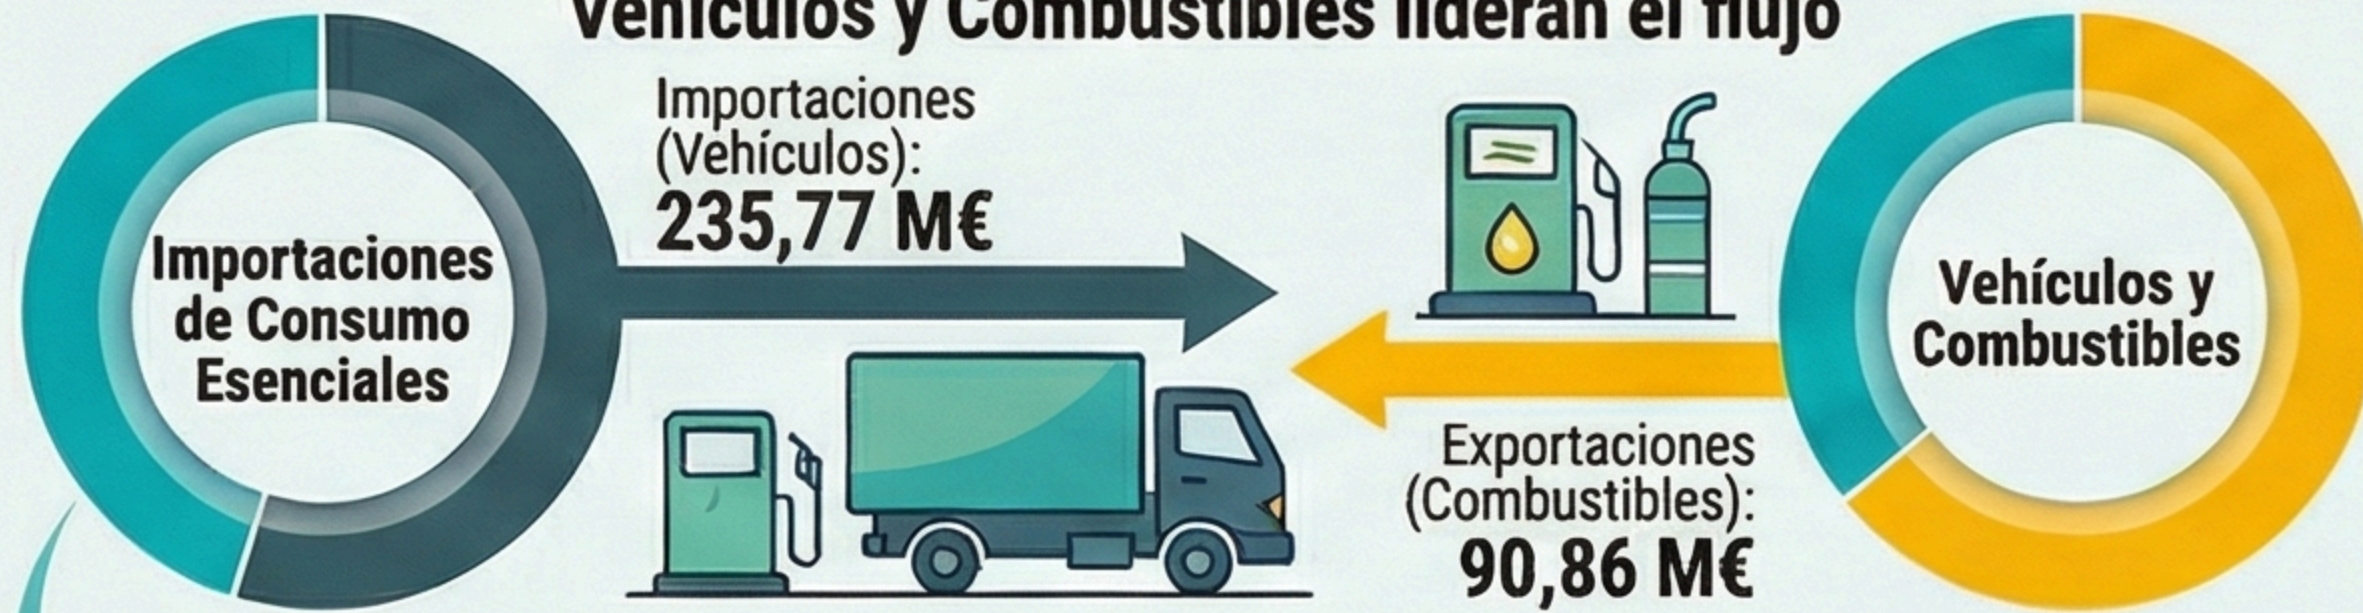 Vehículos y Combustibles lideran el flujo
Importaciones
(Vehículos):
235,77 M€
Importaciones
de Consumo
Esenciales
Vehículos y
Combustibles
Exportaciones
(Combustibles):
90,86 M€